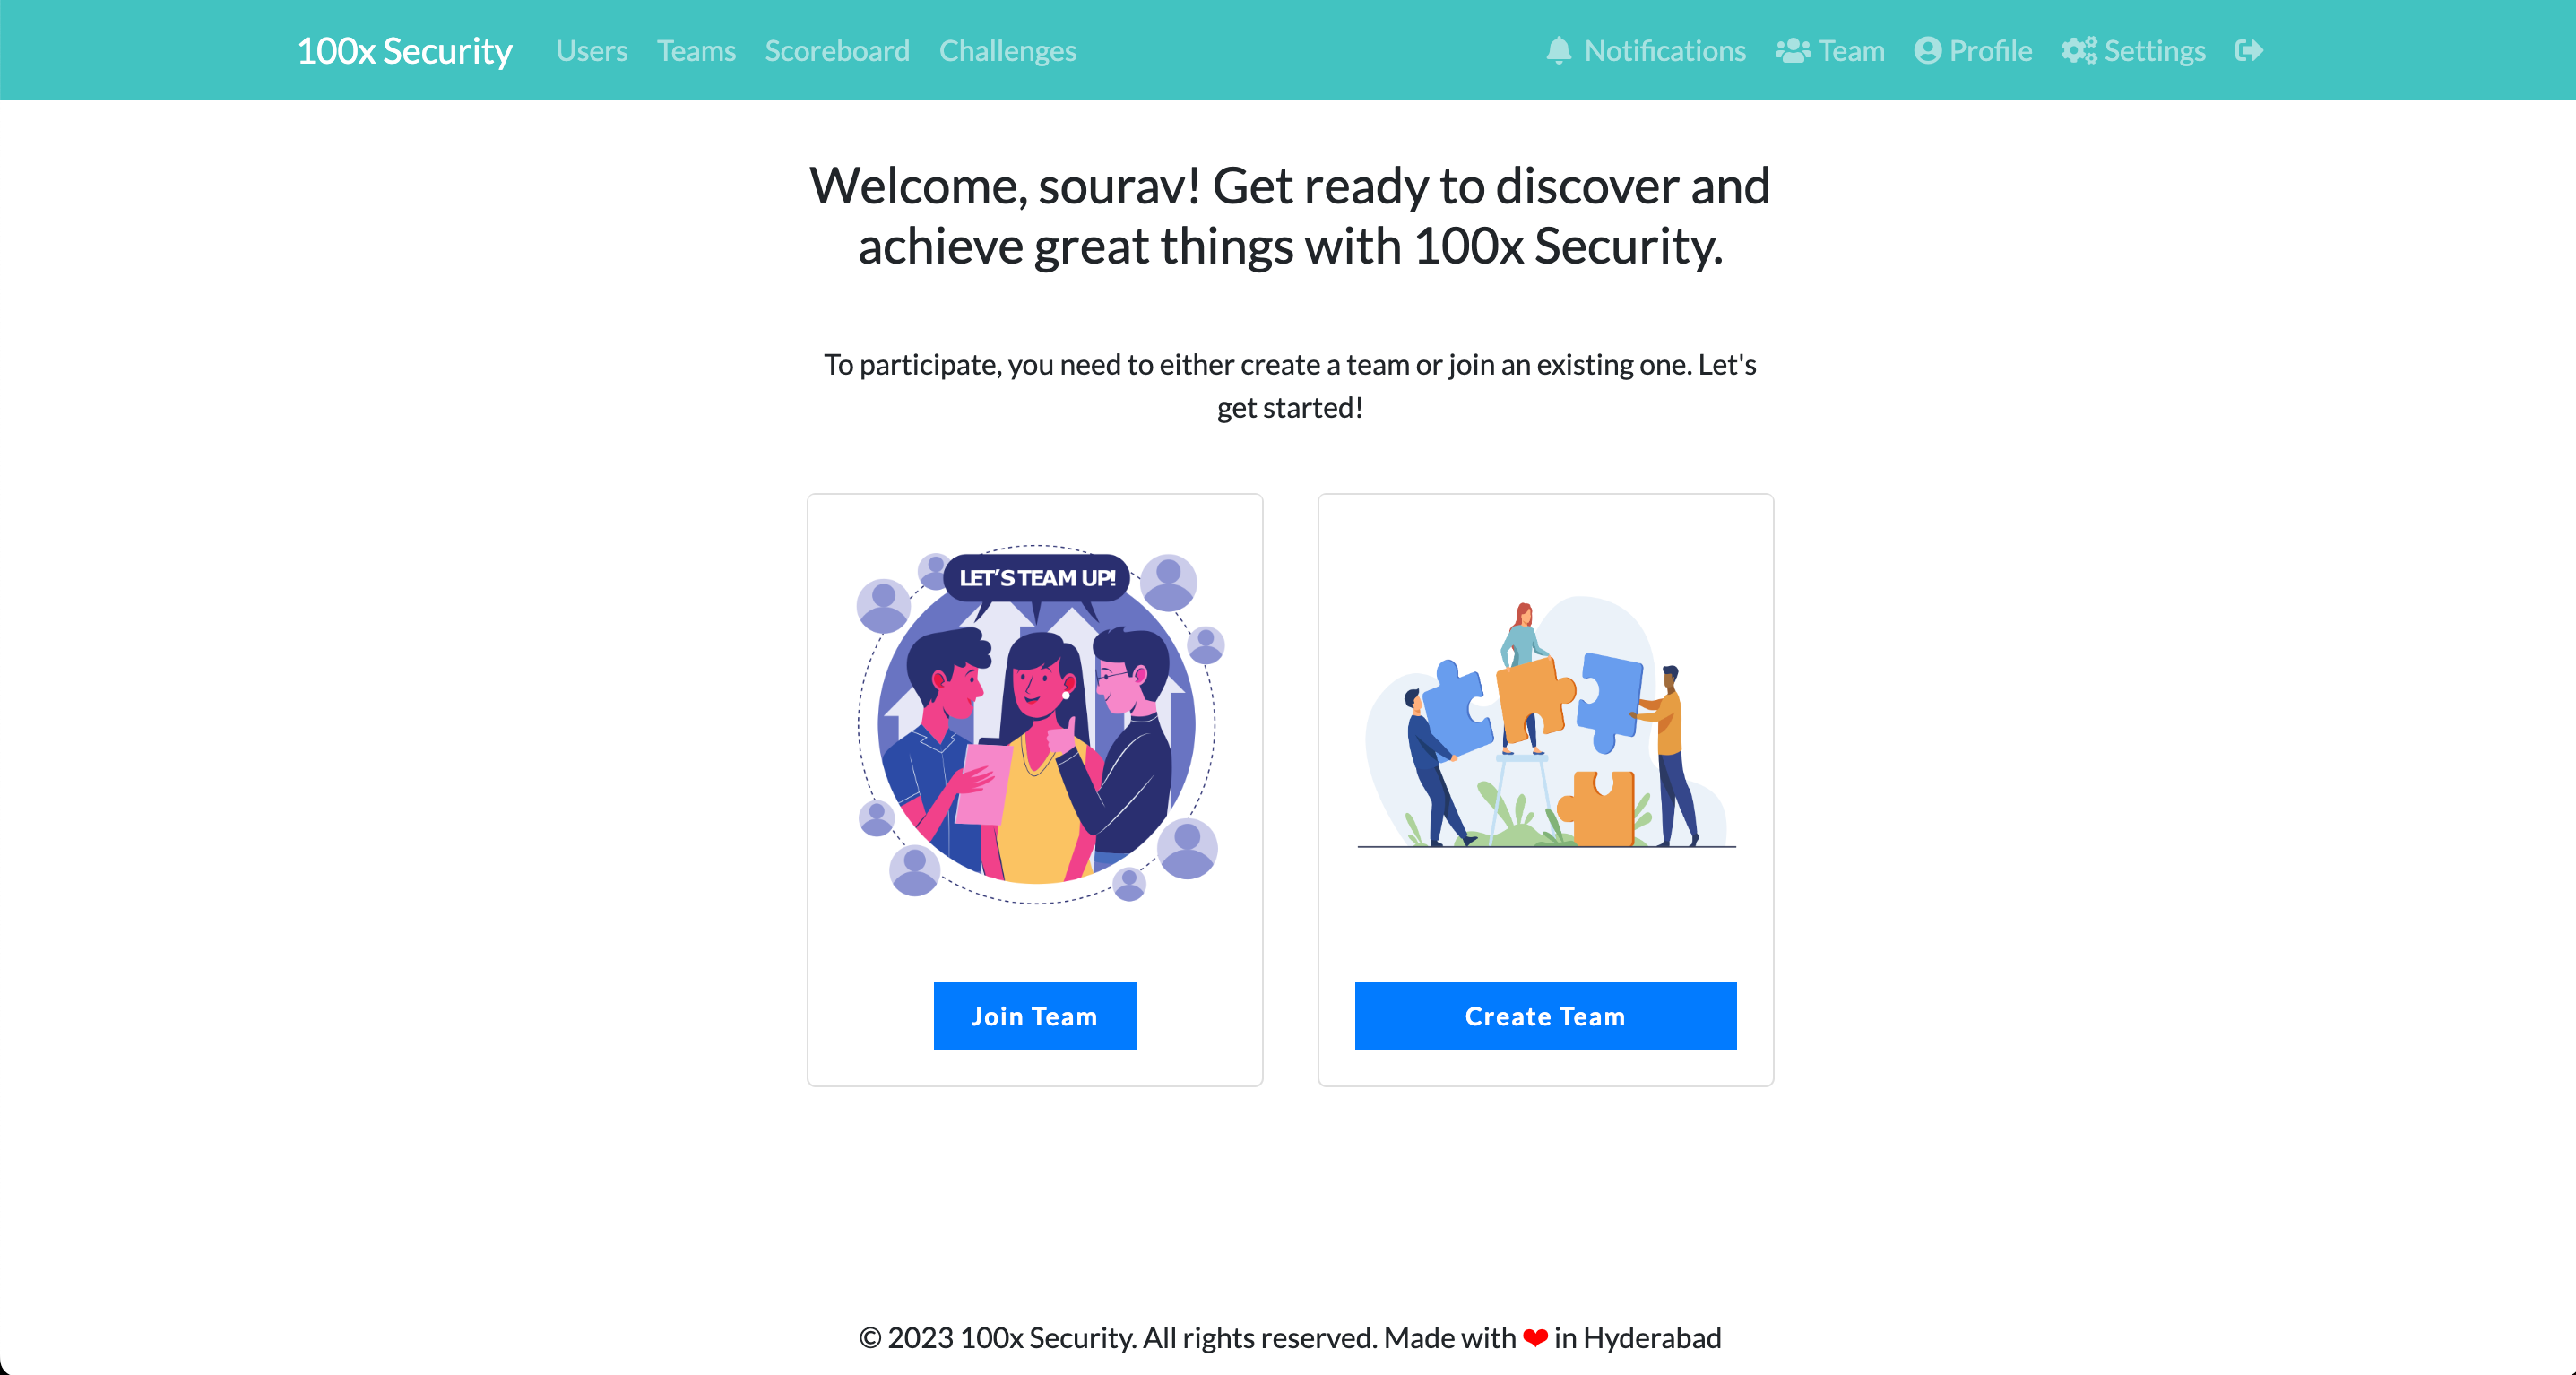 100x Security Users Teams Scoreboard Challenges Notifications Team Profile Settings
Welcome, sourav! Get ready to discover and
achieve great things with 100x Security.
To participate, you need to either create a team or join an existing one. Let's
get started!
LET'S TEAM UP!
Join Team
Create Team
© 2023 100x Security. All rights reserved. Made with ❤ in Hyderabad